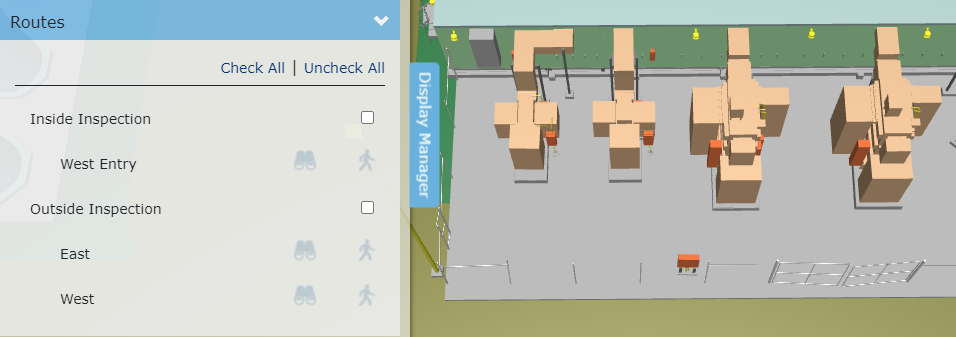 Routes
Check All | Uncheck All
Inside Inspection
West Entry
Outside Inspection
East
West
Display Manager